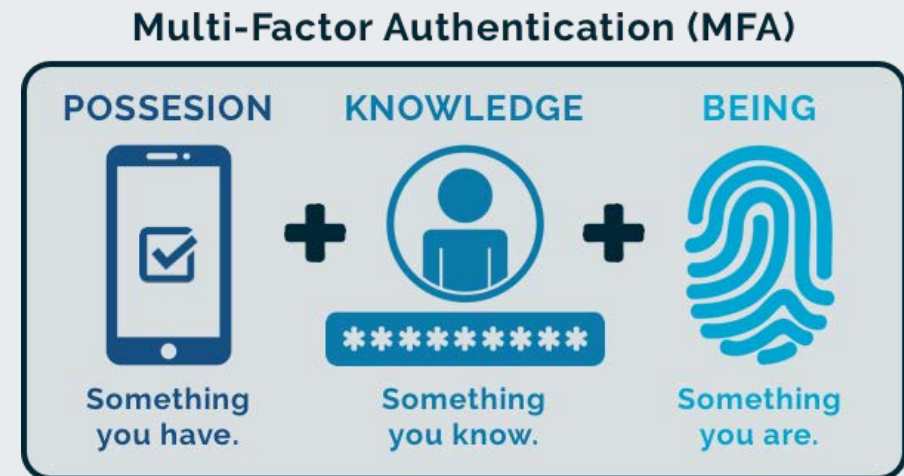 Multi-Factor Authentication (MFA)
POSSESION
KNOWLEDGE
BEING
*********
Something
you have.
Something
you know.
Something
you are.